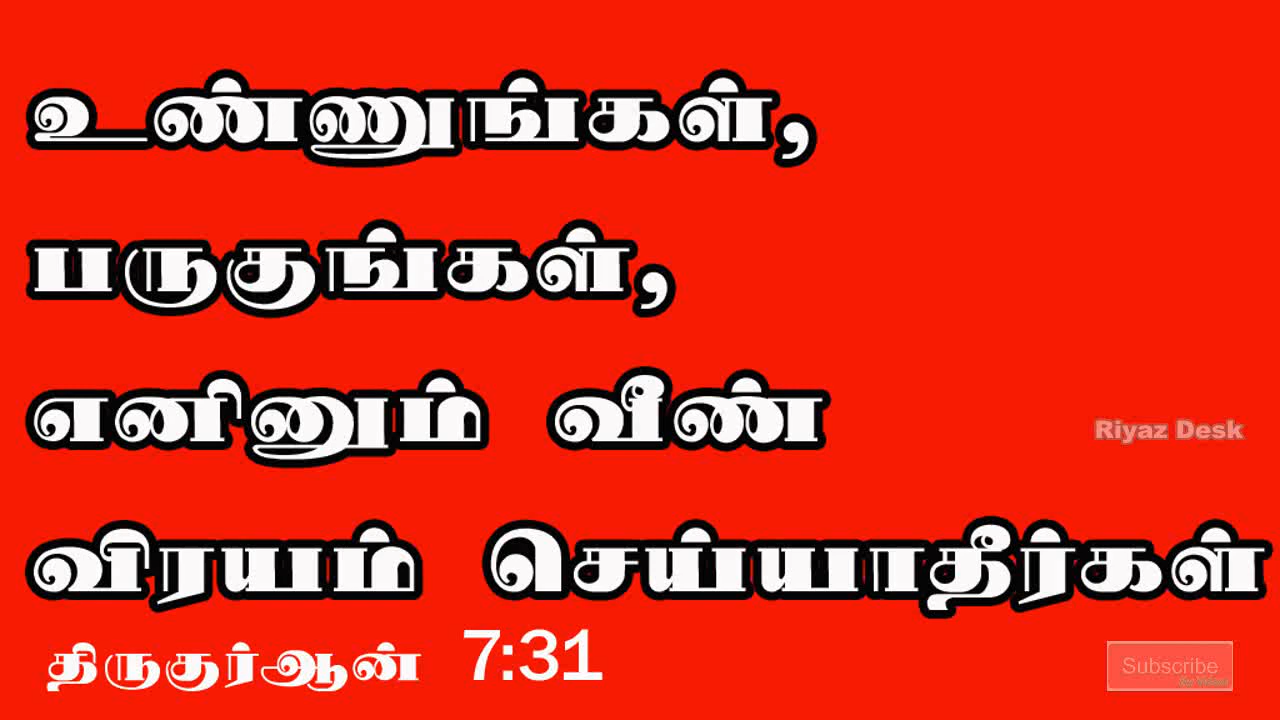 உண்ணுங்கள்,
பருகுங்கள்,
எனினும் வீண்
Riyaz Desk
விரயம் செய்யாதீர்கள்
திருகுர்ஆன் 7:31
Subscribe